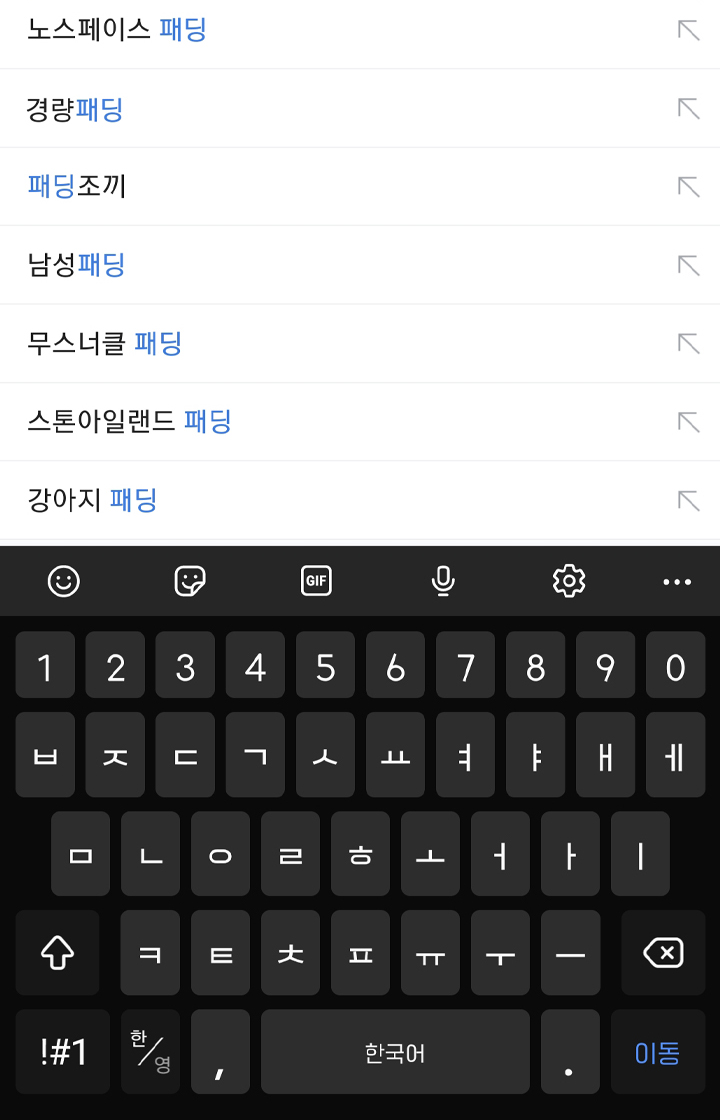 노스페이스 패딩
경량패딩
패딩조끼
남성패딩
무스너클 패딩
스톤아일랜드 패딩
강아지 패딩
GIF
1 2 3 4 5 6 7 8 9 0
ㅂ ㅈ ㄷ ㄱ ㅅ ㅛ ㅕ ㅑ ㅐ ㅔ
ㅁ ㄴ ㅇ ㄹ ㅎ ㅗ ㅓ ㅏ ㅣ
ㅋ ㅌ ㅊ ㅍ ㅠ ㅜ ㅡ
!#1 한/영 , 한국어 . 이동